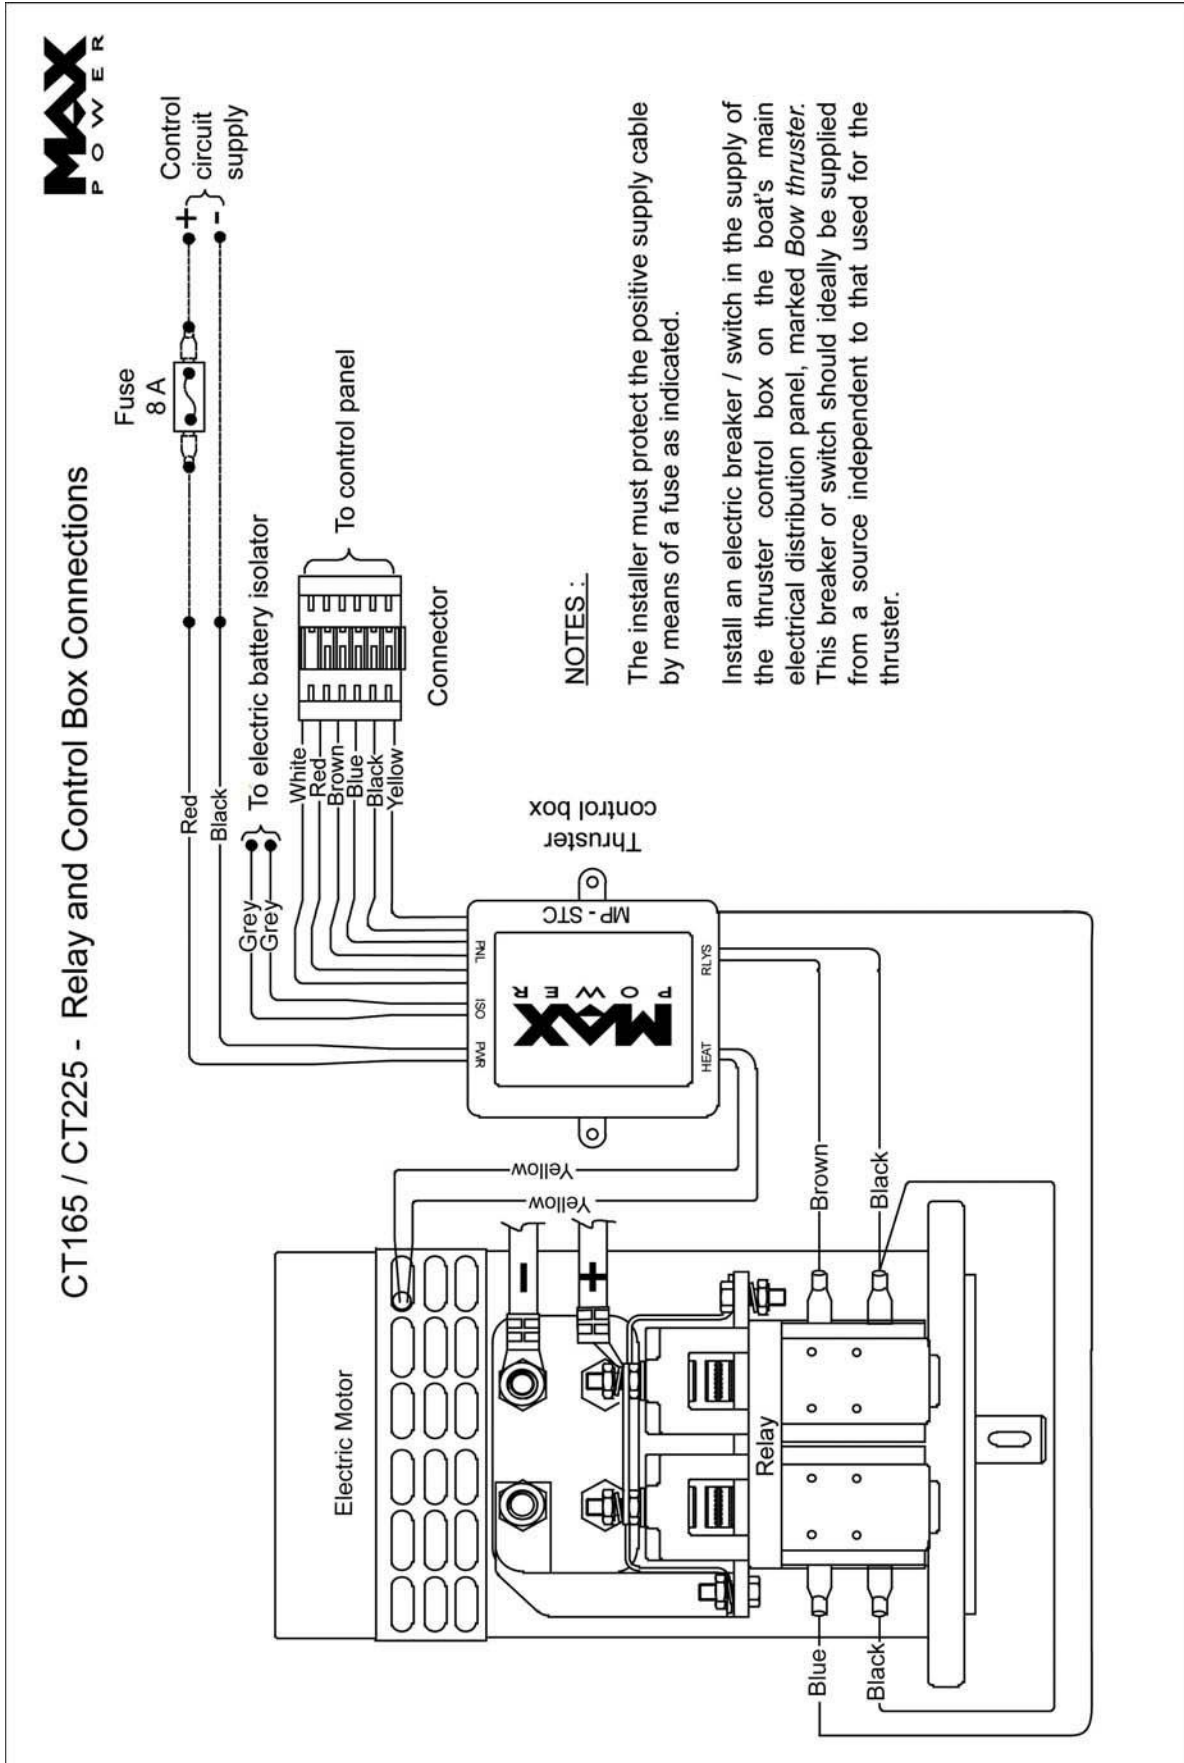 MAX
POWER
CT165 / CT225 - Relay and Control Box Connections
Fuse
8 A
+
-
Control
circuit
supply
Red
Black
Grey
Grey
To electric battery isolator
White
Red
Brown
Blue
Black
Yellow
To control panel
Connector
PWR
ISO
PNL
MAX
POWER
MP - STC
HEAT
RLYS
Thruster
control box
Yellow
Yellow
Electric Motor
-
+
Relay
Brown
Black
Blue
Black
NOTES :
The installer must protect the positive supply cable
by means of a fuse as indicated.
Install an electric breaker / switch in the supply of
the thruster control box on the boat's main
electrical distribution panel, marked Bow thruster.
This breaker or switch should ideally be supplied
from a source independent to that used for the
thruster.